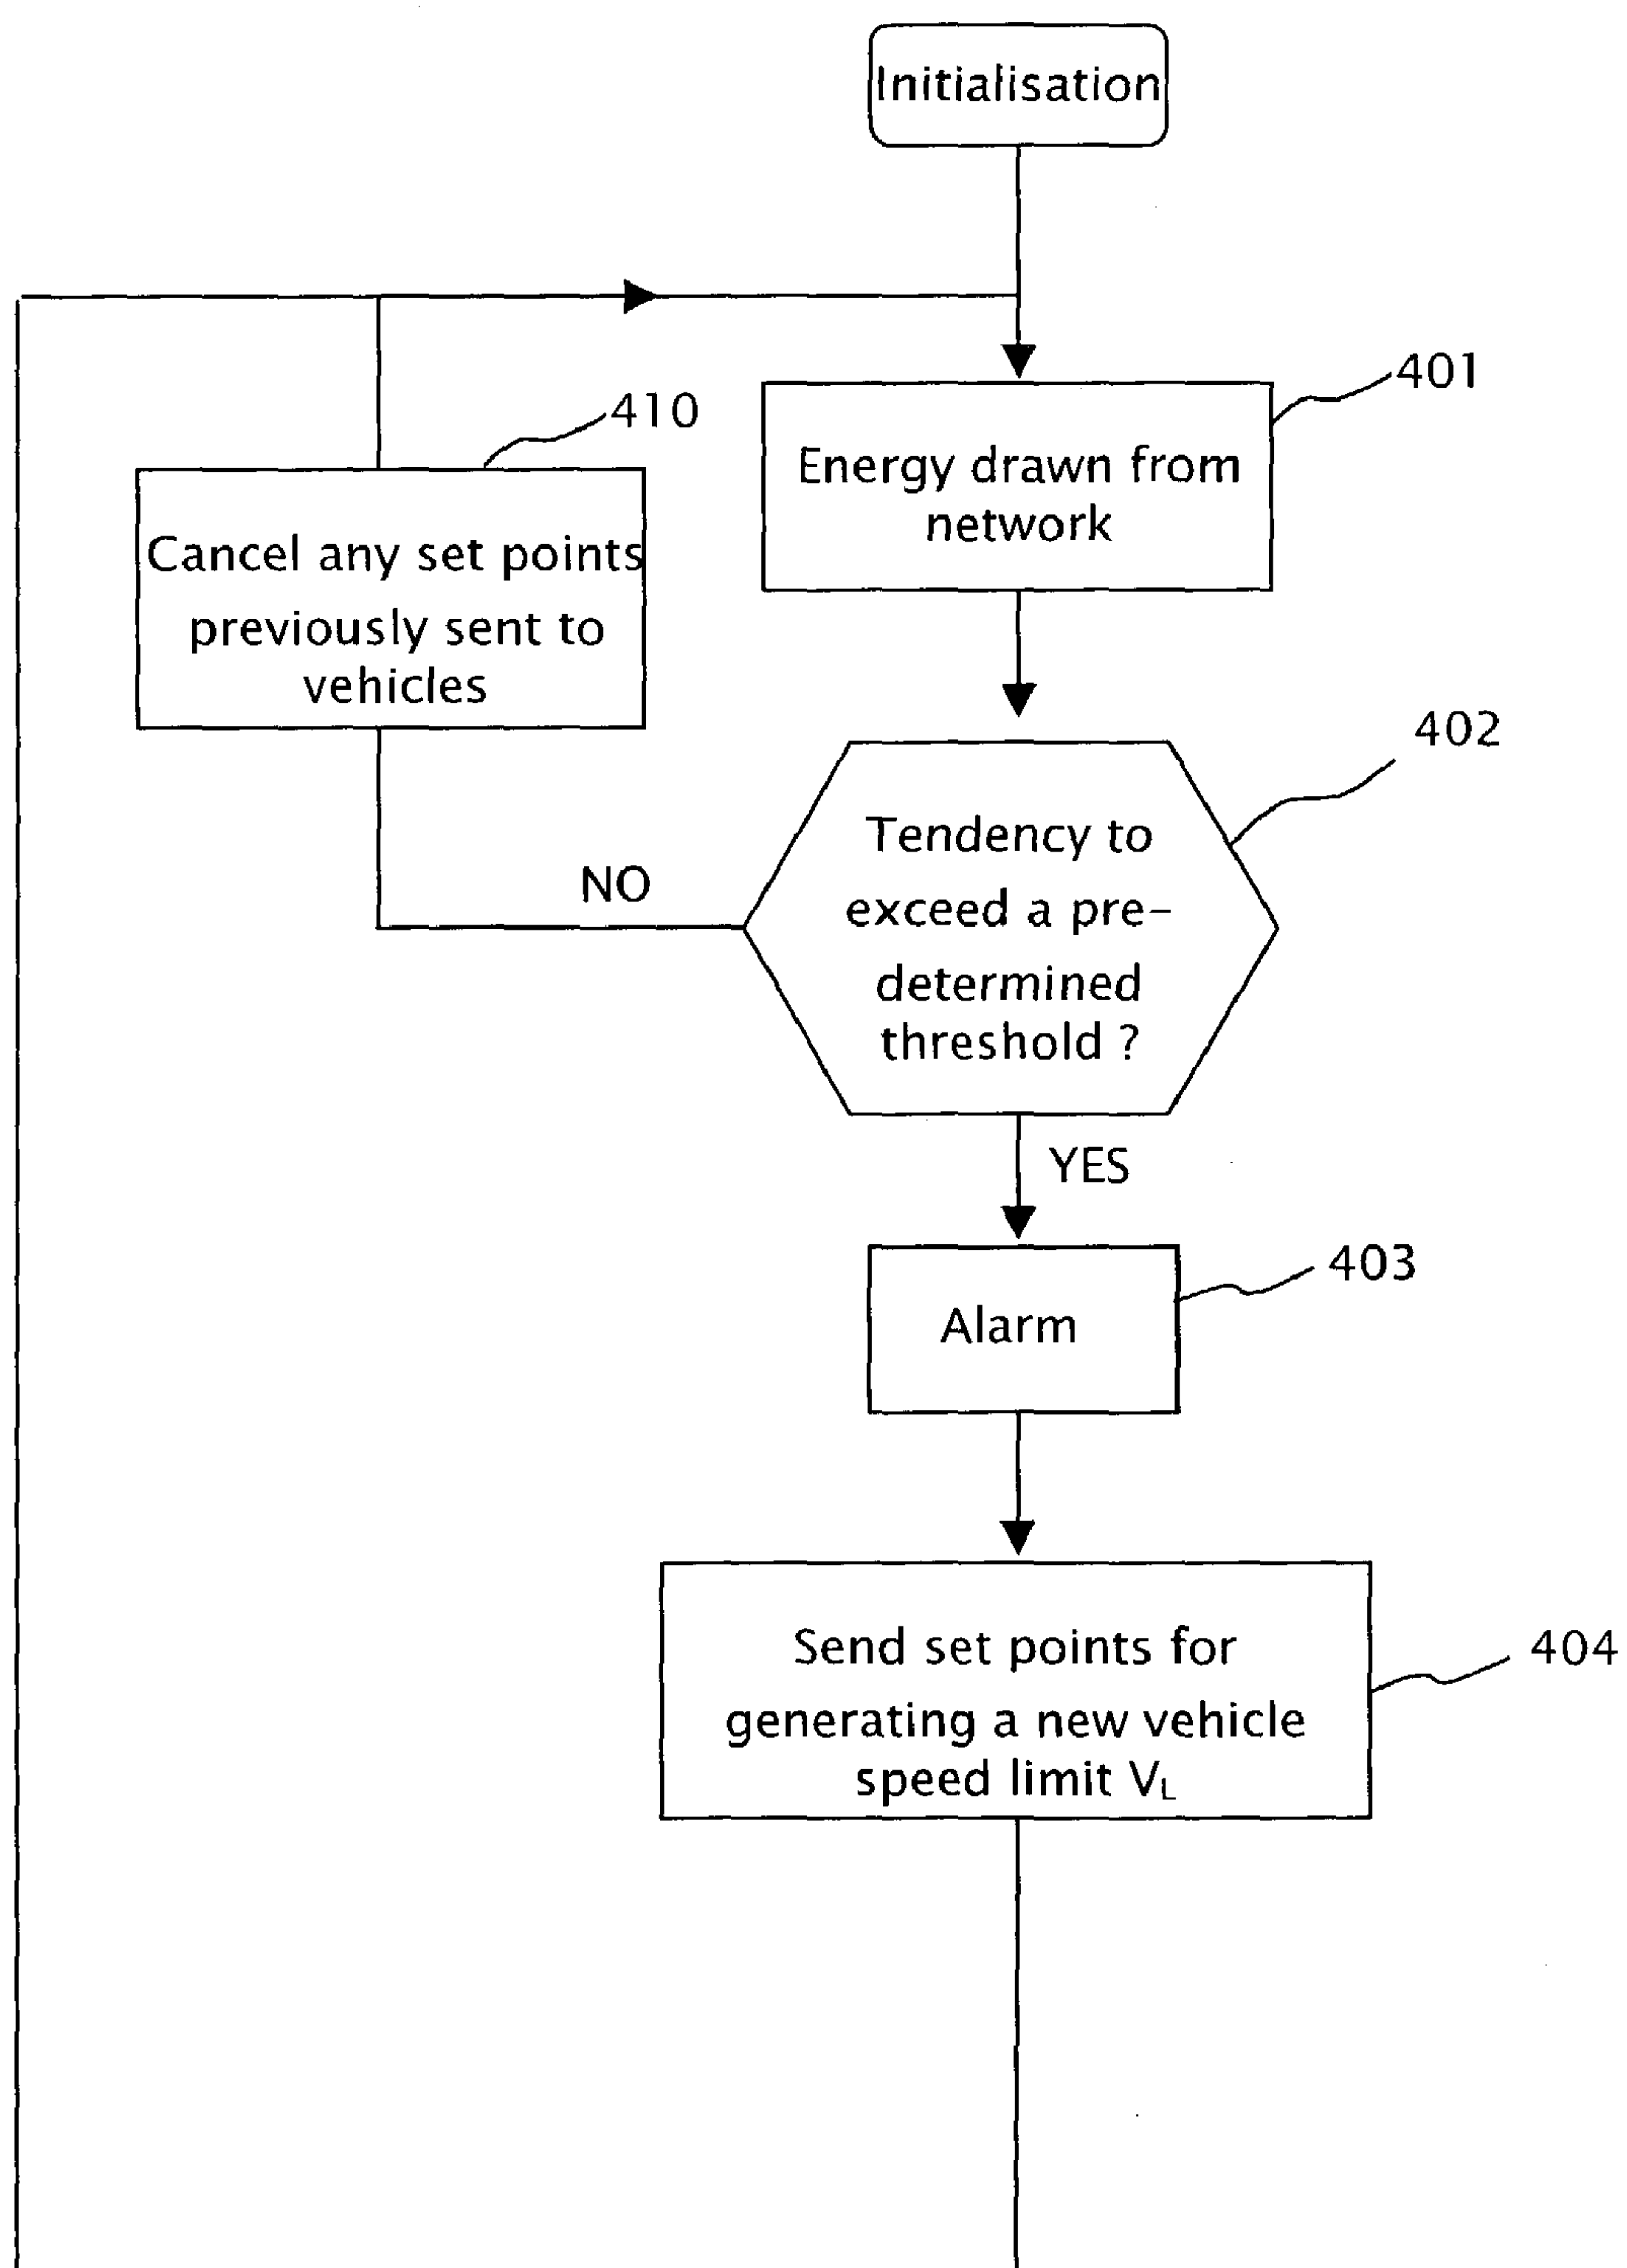 Initialisation
401
Energy drawn from
network
410
Cancel any set points
previously sent to
vehicles
402
Tendency to
exceed a pre-
determined
threshold ?
NO
YES
403
Alarm
404
Send set points for
generating a new vehicle
speed limit VL